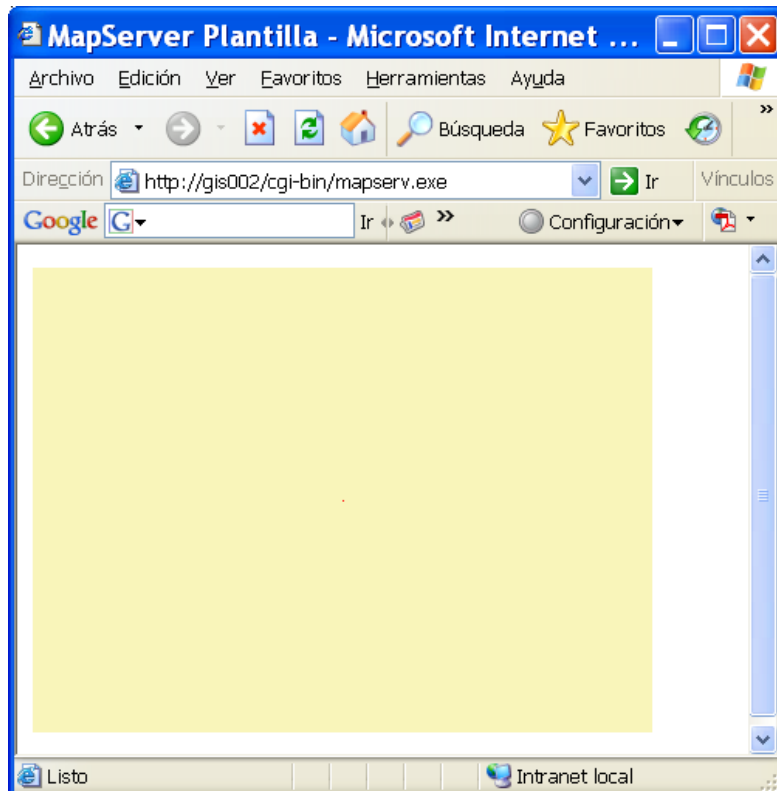 MapServer Plantilla - Microsoft Internet ...
Archivo Edición Ver Favoritos Herramientas Ayuda
Atrás Búsqueda Favoritos »
Dirección http://gis002/cgi-bin/mapserv.exe Ir Vínculos
Google G Ir » Configuración
Listo Intranet local